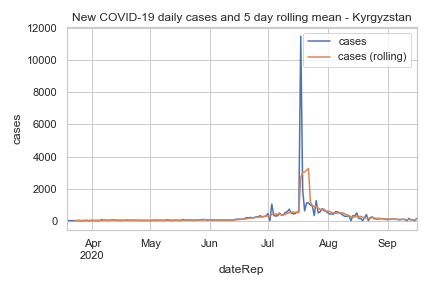 New COVID-19 daily cases and 5 day rolling mean - Kyrgyzstan
12000
10000
8000
6000
4000
2000
0
cases
cases
cases (rolling)
Apr
2020
May
Jun
Jul
Aug
Sep
dateRep